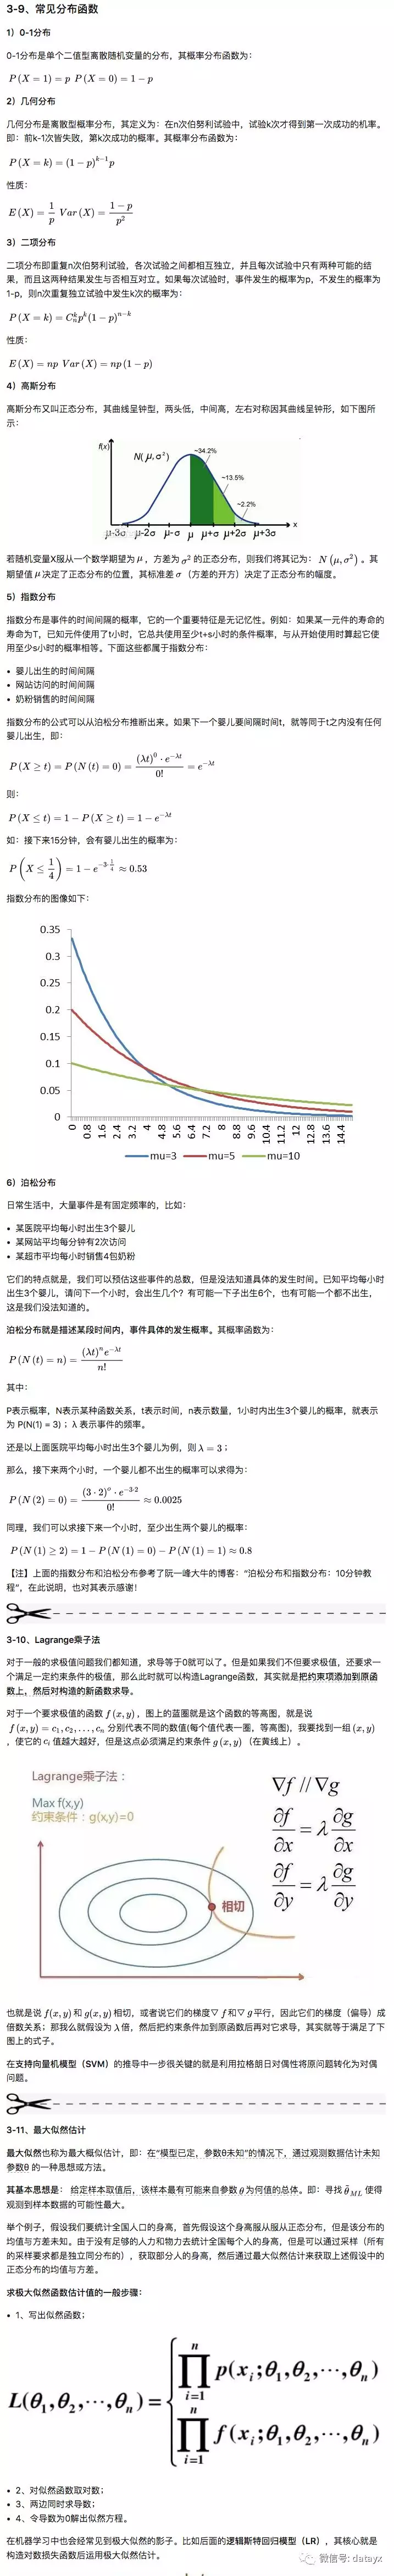 3-9、常见分布函数
1）0-1分布
0-1分布是单个二值型离散随机变量的分布，其概率分布函数为：
P(X=1)=p P(X=0)=1-p
2）几何分布
几何分布是离散型概率分布，其定义为：在n次伯努利试验中，试验k次才得到第一次成功的机率。
即：前k-1次皆失败，第k次成功的概率。其概率分布函数为：
P(X=k)=(1-p)^{k-1}p
性质：
E(X)=\frac{1}{p} Var(X)=\frac{1-p}{p^2}
3）二项分布
二项分布即重复n次伯努利试验，各次试验之间都相互独立，并且每次试验中只有两种可能的结
果，而且这两种结果发生与否相互对立。如果每次试验时，事件发生的概率为p，不发生的概率为
1-p，则n次重复独立试验中发生k次的概率为：
P(X=k)=C_n^k p^k(1-p)^{n-k}
性质：
E(X)=np Var(X)=np(1-p)
4）高斯分布
高斯分布又叫正态分布，其曲线呈钟型，两头低，中间高，左右对称因其曲线呈钟形，如下图所
示：
f(x)
N(μ,σ²)
~34.2%
~13.5%
~2.2%
x
μ-3σ μ-2σ μ-σ μ μ+σ μ+2σ μ+3σ
若随机变量X服从一个数学期望为 μ，方差为 σ² 的正态分布，则我们将其记为：N(μ,σ²)。其
期望值 μ 决定了正态分布的位置，其标准差 σ（方差的开方）决定了正态分布的幅度。
5）指数分布
指数分布是事件的时间间隔的概率，它的一个重要特征是无记忆性。例如：如果某一元件的寿命的
寿命为T，已知元件使用了t小时，它总共使用至少t+s小时的条件概率，与从开始使用时算起它使
用至少s小时的概率相等。下面这些都属于指数分布：
• 婴儿出生的时间间隔
• 网站访问的时间间隔
• 奶粉销售的时间间隔
指数分布的公式可以从泊松分布推断出来。如果下一个婴儿要间隔时间t，就等同于t之内没有任何
婴儿出生，即：
P(X≥t)=P(N(t)=0)=\frac{(λt)^0·e^{-λt}}{0!}=e^{-λt}
则：
P(X≤t)=1-P(X≥t)=1-e^{-λt}
如：接下来15分钟，会有婴儿出生的概率为：
P(X≤\frac{1}{4})=1-e^{-3·\frac{1}{4}}≈0.53
指数分布的图像如下：
0.35
0.3
0.25
0.2
0.15
0.1
0.05
0
0 0.8 1.6 2.4 3.2 4 4.8 5.6 6.4 7.2 8 8.8 9.6 10.4 11.2 12 12.8 13.6 14.4
mu=3 mu=5 mu=10
6）泊松分布
日常生活中，大量事件是有固定频率的，比如：
• 某医院平均每小时出生3个婴儿
• 某网站平均每分钟有2次访问
• 某超市平均每小时销售4包奶粉
它们的特点就是，我们可以预估这些事件的总数，但是没法知道具体的发生时间。已知平均每小时
出生3个婴儿，请问下一个小时，会出生几个？有可能一下子出生6个，也有可能一个都不出生，
这是我们没法知道的。
泊松分布就是描述某段时间内，事件具体的发生概率。其概率函数为：
P(N(t)=n)=\frac{(λt)^n e^{-λt}}{n!}
其中：
P表示概率，N表示某种函数关系，t表示时间，n表示数量，1小时内出生3个婴儿的概率，就表示
为 P(N(1) = 3)；λ 表示事件的频率。
还是以上面医院平均每小时出生3个婴儿为例，则 λ=3；
那么，接下来两个小时，一个婴儿都不出生的概率可以求得为：
P(N(2)=0)=\frac{(3·2)^o·e^{-3·2}}{0!}≈0.0025
同理，我们可以求接下来一个小时，至少出生两个婴儿的概率：
P(N(1)≥2)=1-P(N(1)=0)-P(N(1)=1)≈0.8
【注】上面的指数分布和泊松分布参考了阮一峰大牛的博客：“泊松分布和指数分布：10分钟教
程”，在此说明，也对其表示感谢！
3-10、Lagrange乘子法
对于一般的求极值问题我们都知道，求导等于0就可以了。但是如果我们不但要求极值，还要求一
个满足一定约束条件的极值，那么此时就可以构造Lagrange函数，其实就是把约束项添加到原函
数上，然后对构造的新函数求导。
对于一个要求极值的函数 f(x,y)，图上的蓝圈就是这个函数的等高图，就是说
f(x,y)=c_1,c_2,...,c_n 分别代表不同的数值(每个值代表一圈，等高图)，我要找到一组 (x,y)
，使它的 c_i 值越大越好，但是这点必须满足约束条件 g(x,y)（在黄线上）。
Lagrange乘子法：
Max f(x,y)
约束条件：g(x,y)=0
相切
∇f // ∇g
\frac{∂f}{∂x}=λ\frac{∂g}{∂x}
\frac{∂f}{∂y}=λ\frac{∂g}{∂y}
也就是说 f(x,y) 和 g(x,y) 相切，或者说它们的梯度▽ f 和▽ g 平行，因此它们的梯度（偏导）成
倍数关系；那我么就假设为 λ 倍，然后把约束条件加到原函数后再对它求导，其实就等于满足了下
图上的式子。
在支持向量机模型（SVM）的推导中一步很关键的就是利用拉格朗日对偶性将原问题转化为对偶
问题。
3-11、最大似然估计
最大似然也称为最大概似估计，即：在“模型已定，参数θ未知”的情况下，通过观测数据估计未知
参数θ 的一种思想或方法。
其基本思想是： 给定样本取值后，该样本最有可能来自参数 θ 为何值的总体。即：寻找 \tilde{θ}_{ML} 使得
观测到样本数据的可能性最大。
举个例子，假设我们要统计全国人口的身高，首先假设这个身高服从服从正态分布，但是该分布的
均值与方差未知。由于没有足够的人力和物力去统计全国每个人的身高，但是可以通过采样（所有
的采样要求都是独立同分布的），获取部分人的身高，然后通过最大似然估计来获取上述假设中的
正态分布的均值与方差。
求极大似然函数估计值的一般步骤：
• 1、写出似然函数；
L(θ_1,θ_2,⋯,θ_n)=\begin{cases}\prod_{i=1}^{n} p(x_i;θ_1,θ_2,⋯,θ_n)\\ \prod_{i=1}^{n} f(x_i;θ_1,θ_2,⋯,θ_n)\end{cases}
• 2、对似然函数取对数；
• 3、两边同时求导数；
• 4、令导数为0解出似然方程。
在机器学习中也会经常见到极大似然的影子。比如后面的逻辑斯特回归模型（LR），其核心就是
构造对数损失函数后运用极大似然估计。
微信号: datayx